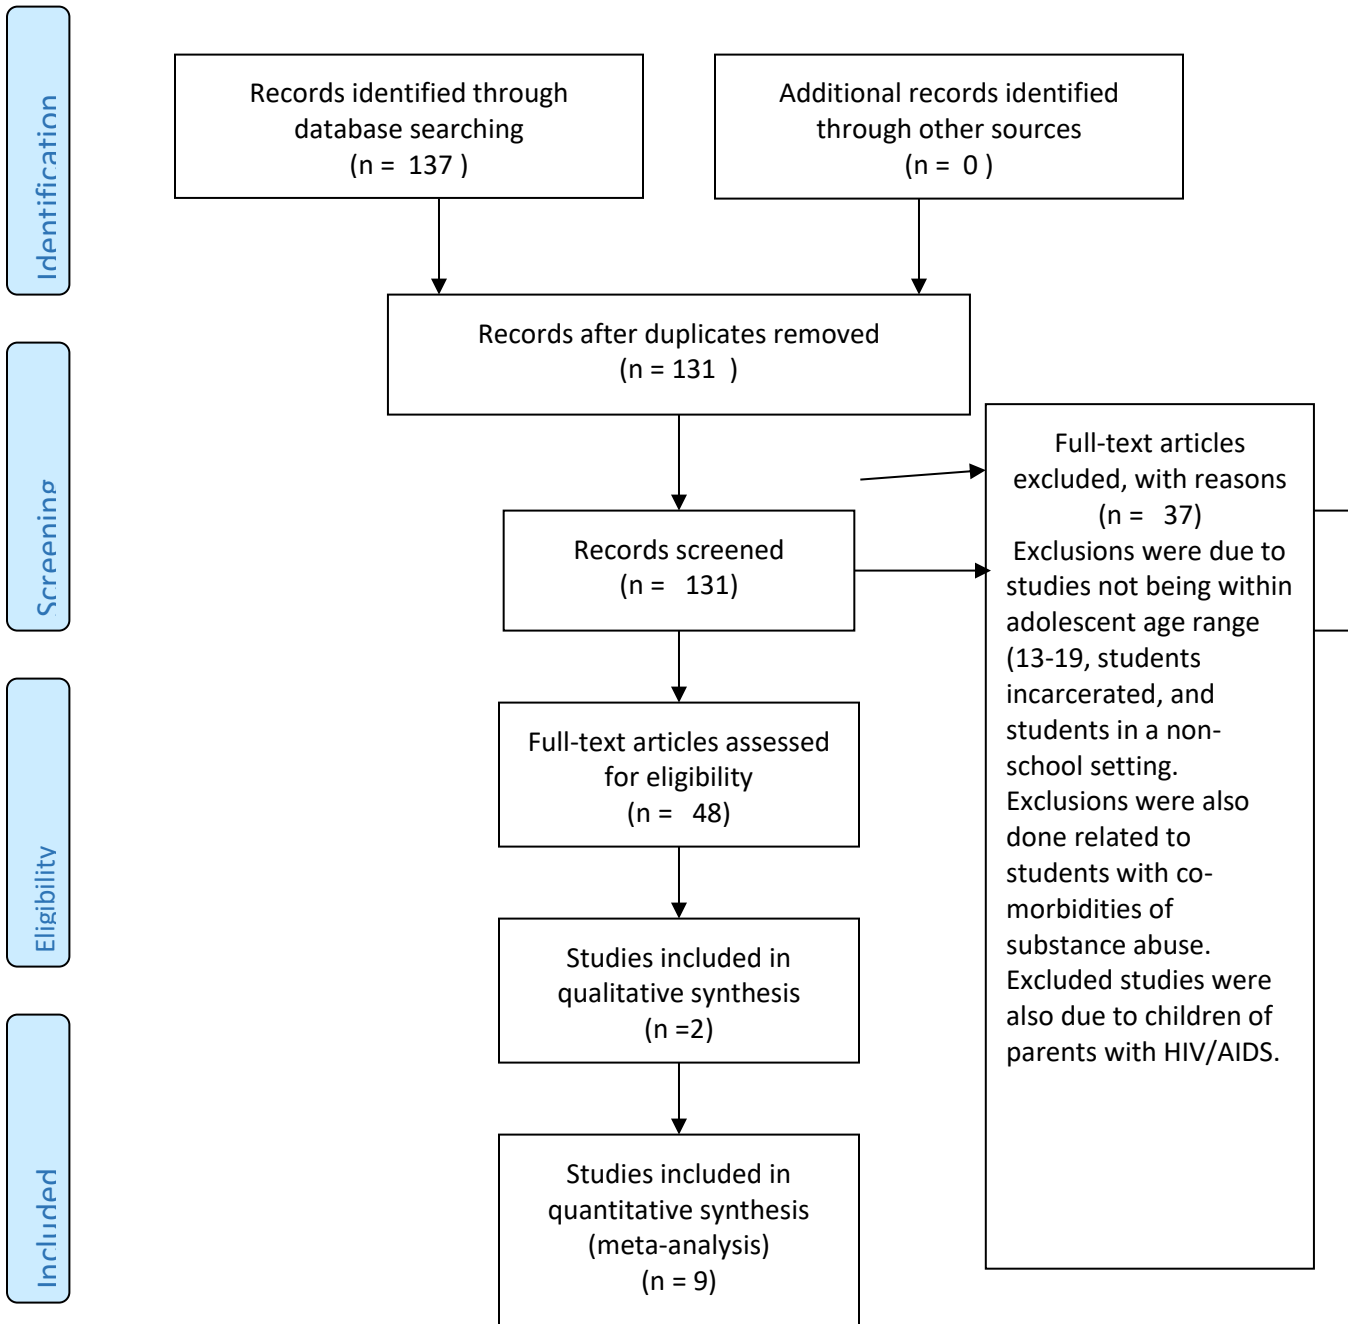 Identification
Records identified through
database searching
(n =  137 )
Additional records identified
through other sources
(n =  0 )
Records after duplicates removed
(n = 131  )
Screening
Records screened
(n =   131)
Full-text articles
excluded, with reasons
(n =   37)
Exclusions were due to
studies not being within
adolescent age range
(13-19, students
incarcerated, and
students in a non-
school setting.
Exclusions were also
done related to
students with co-
morbidities of
substance abuse.
Excluded studies were
also due to children of
parents with HIV/AIDS.
Eligibility
Full-text articles assessed
for eligibility
(n =   48)
Studies included in
qualitative synthesis
(n =2)
Included
Studies included in
quantitative synthesis
(meta-analysis)
(n = 9)